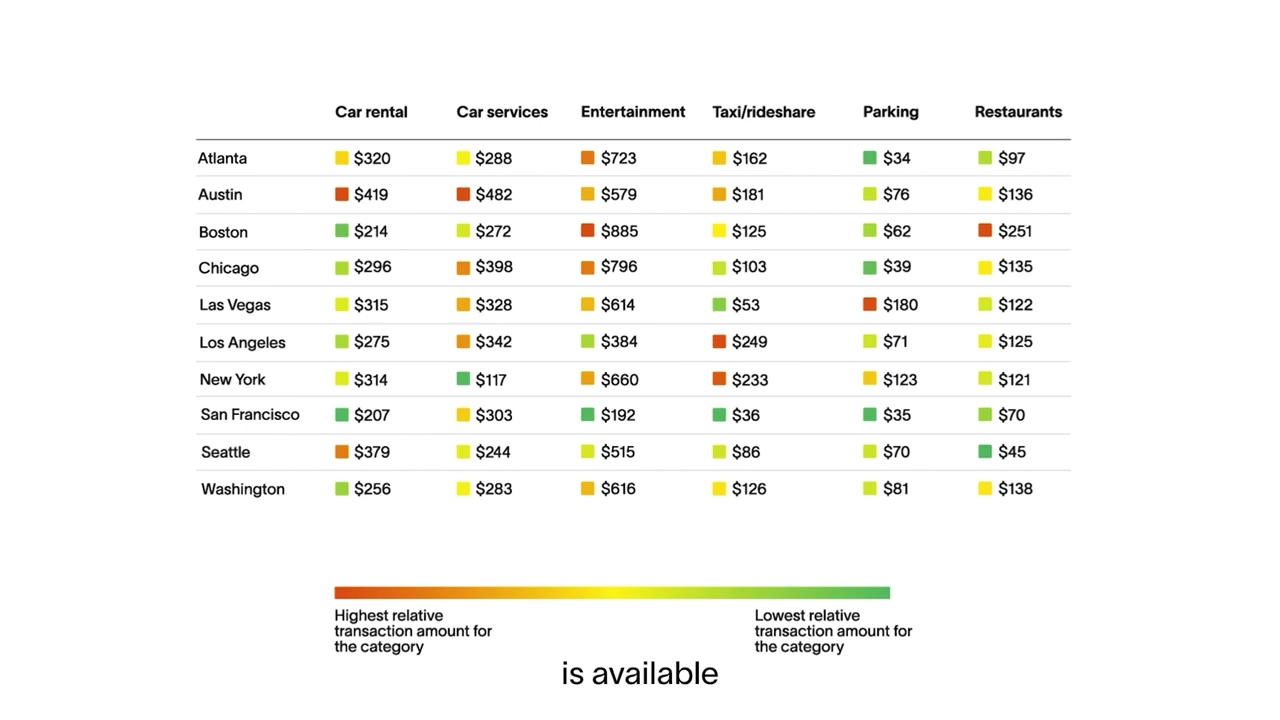 Car rental Car services Entertainment Taxi/rideshare Parking Restaurants
Atlanta $320 $288 $723 $162 $34 $97
Austin $419 $482 $579 $181 $76 $136
Boston $214 $272 $885 $125 $62 $251
Chicago $296 $398 $796 $103 $39 $135
Las Vegas $315 $328 $614 $53 $180 $122
Los Angeles $275 $342 $384 $249 $71 $125
New York $314 $117 $660 $233 $123 $121
San Francisco $207 $303 $192 $36 $35 $70
Seattle $379 $244 $515 $86 $70 $45
Washington $256 $283 $616 $126 $81 $138
Highest relative
transaction amount for
the category
Lowest relative
transaction amount for
the category
is available